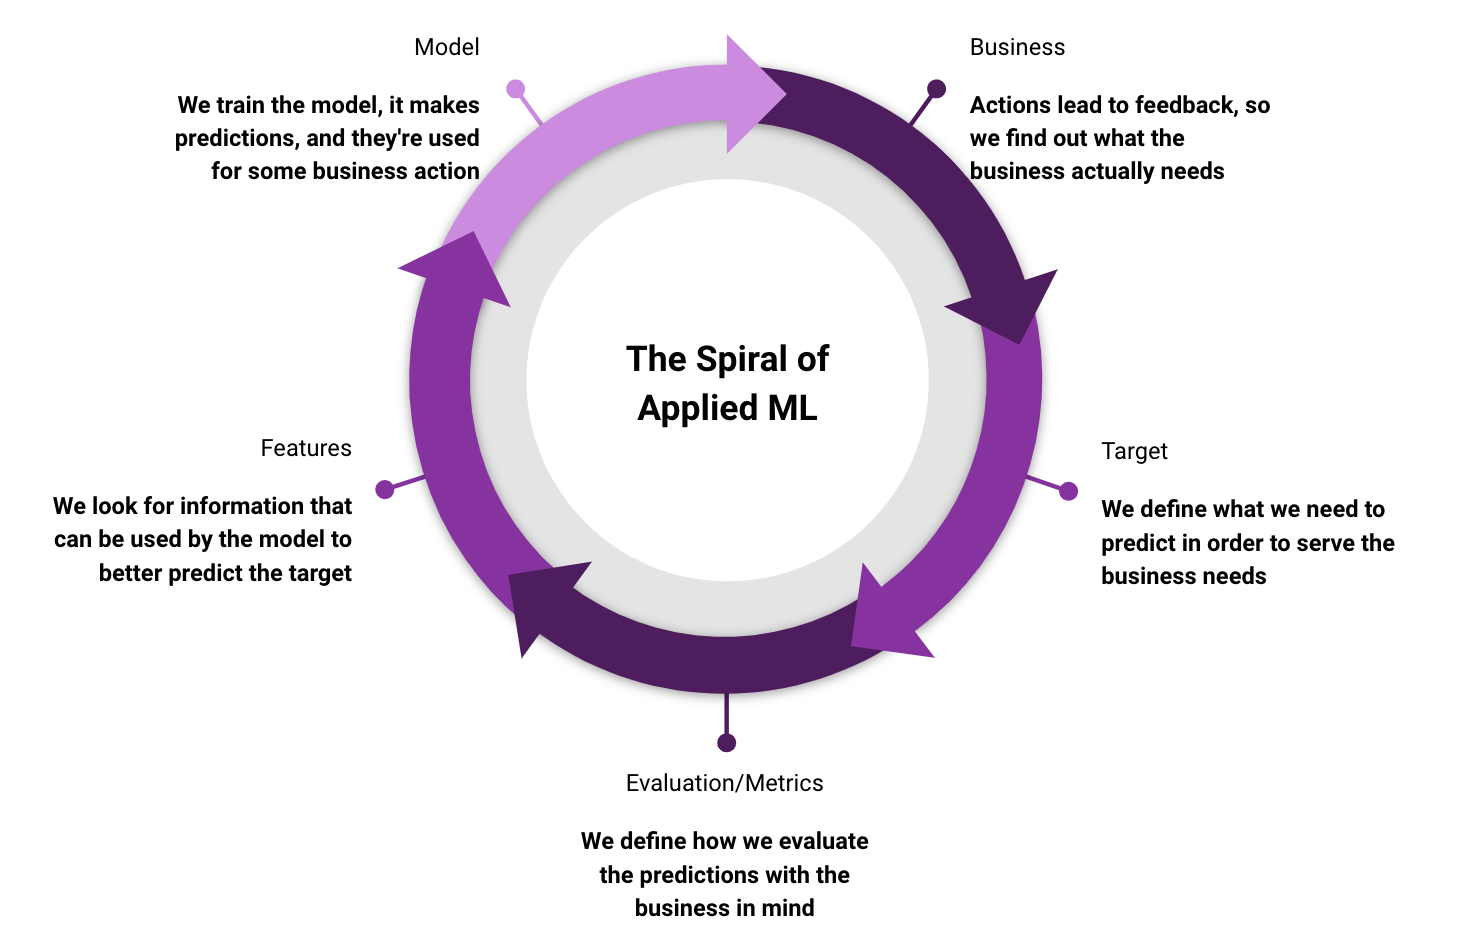 Model
We train the model, it makes
predictions, and they're used
for some business action
Business
Actions lead to feedback, so
we find out what the
business actually needs
The Spiral of
Applied ML
Features
We look for information that
can be used by the model to
better predict the target
Target
We define what we need to
predict in order to serve the
business needs
Evaluation/Metrics
We define how we evaluate
the predictions with the
business in mind